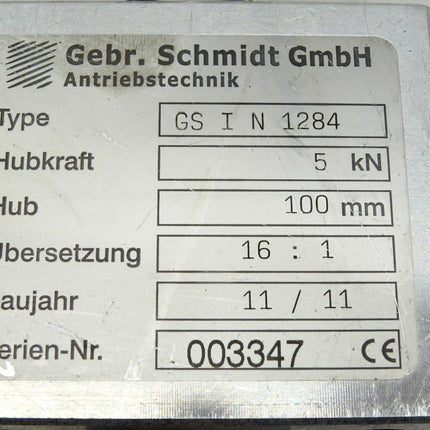 Gebr. Schmidt GmbH
Antriebstechnik
Type GS I N 1284
Hubkraft 5 kN
Hub 100 mm
Übersetzung 16 : 1
aujahr 11 / 11
erien-Nr. 003347 CE